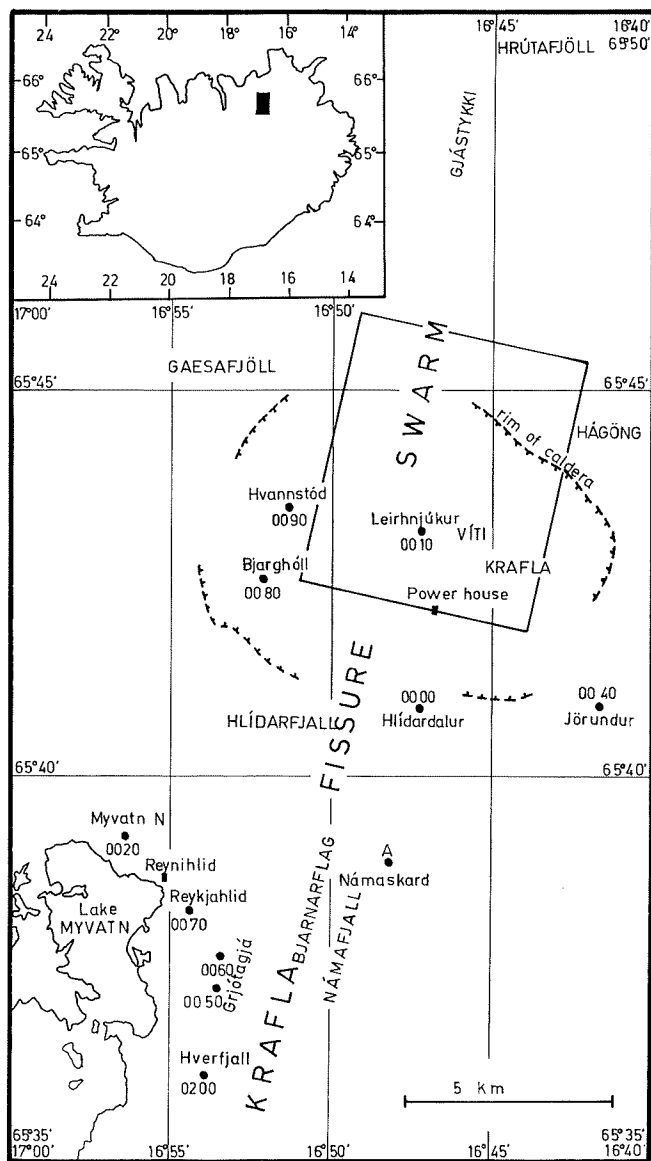 24 22 20 18 16 14°
16°45' 16°40'
HRÚTAFJÖLL 65°50'
66° 66°
GJÁSTYKKI
65° 65°
64° 64°
24 22 20 18 16 14
17°00' 16°55' 16°50'
GAESAFJÖLL
65°45' 65°45'
rim of caldera
HÁGÖNG
Hvannstód
0090
Leirhnjúkur
0010
VÍTI
Bjarghóll
0080
KRAFLA
Power house
0000
Hlídardalur
00 40
Jörundur
HLÍDARFJALL
65°40' 65°40'
Myvatn N
0020
Reynihlid
A
Námaskard
Lake
MYVATN
Reykjahlid
0070
0060
0050
Grjótagjá
BJARNARFLAG
NÁMAFJALL
Hverfjall
0200
KRAFLA FISSURE SWARM
5 Km
65°35' 65°35'
17°00' 16°55' 16°50' 16°45' 16°40'